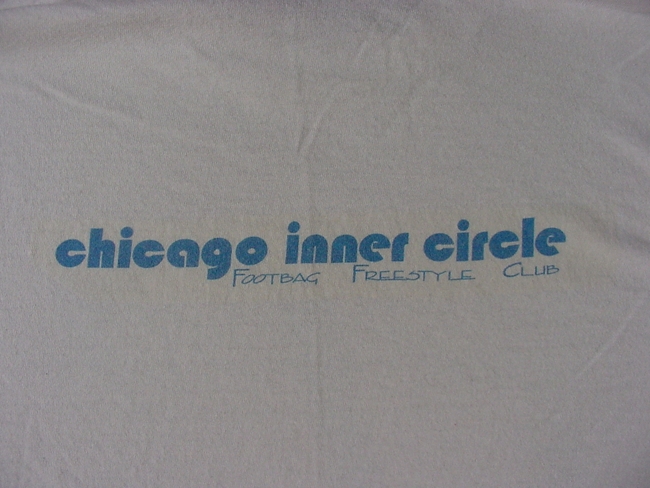 chicago inner circle
Footbag Freestyle Club